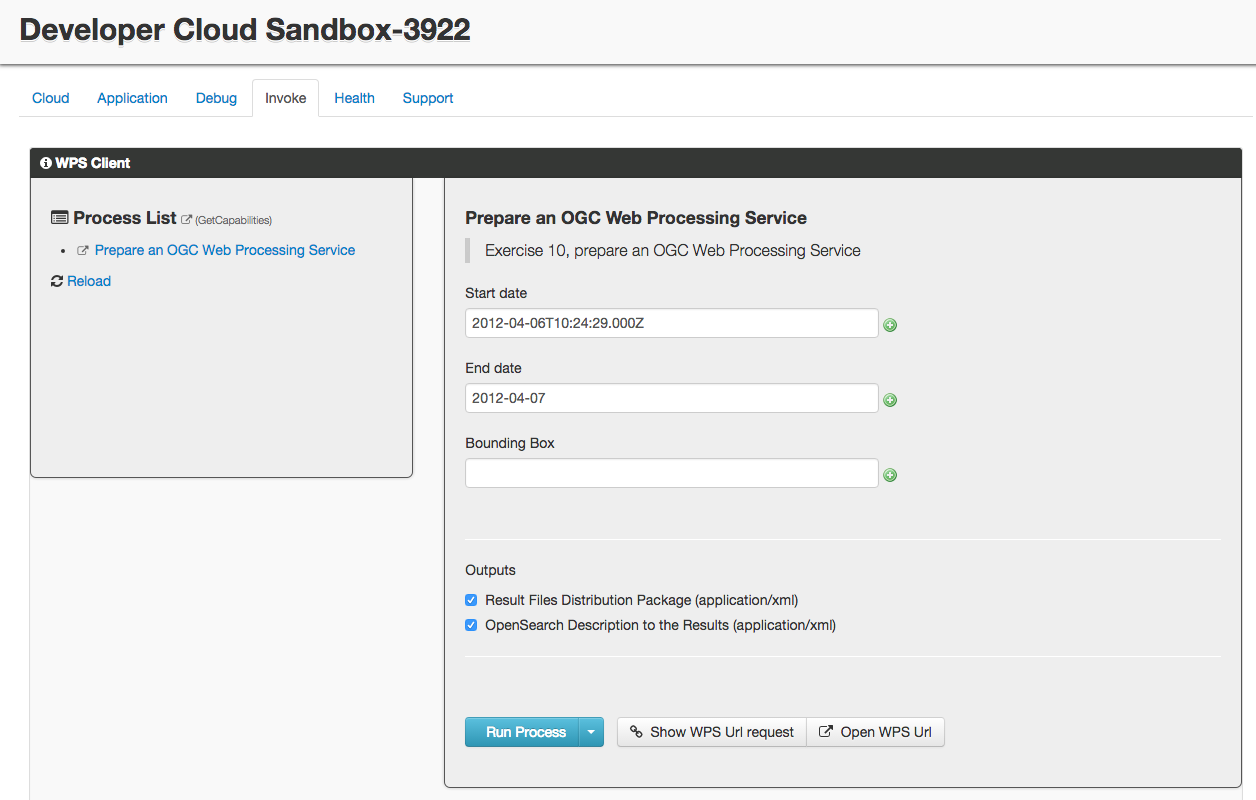 Developer Cloud Sandbox-3922
Cloud Application Debug Invoke Health Support
WPS Client
Process List (GetCapabilities)
Prepare an OGC Web Processing Service
Reload
Prepare an OGC Web Processing Service
Exercise 10, prepare an OGC Web Processing Service
Start date
2012-04-06T10:24:29.000Z
End date
2012-04-07
Bounding Box
Outputs
Result Files Distribution Package (application/xml)
OpenSearch Description to the Results (application/xml)
Run Process Show WPS Url request Open WPS Url